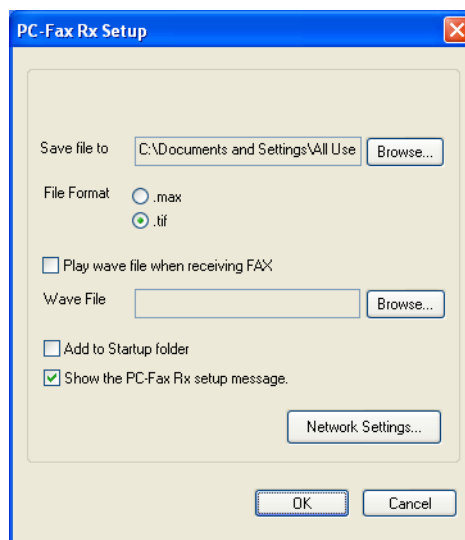 PC-Fax Rx Setup
Save file to C:\Documents and Settings\All Use Browse...
File Format .max
.tif
Play wave file when receiving FAX
Wave File Browse...
Add to Startup folder
Show the PC-Fax Rx setup message.
Network Settings...
OK Cancel